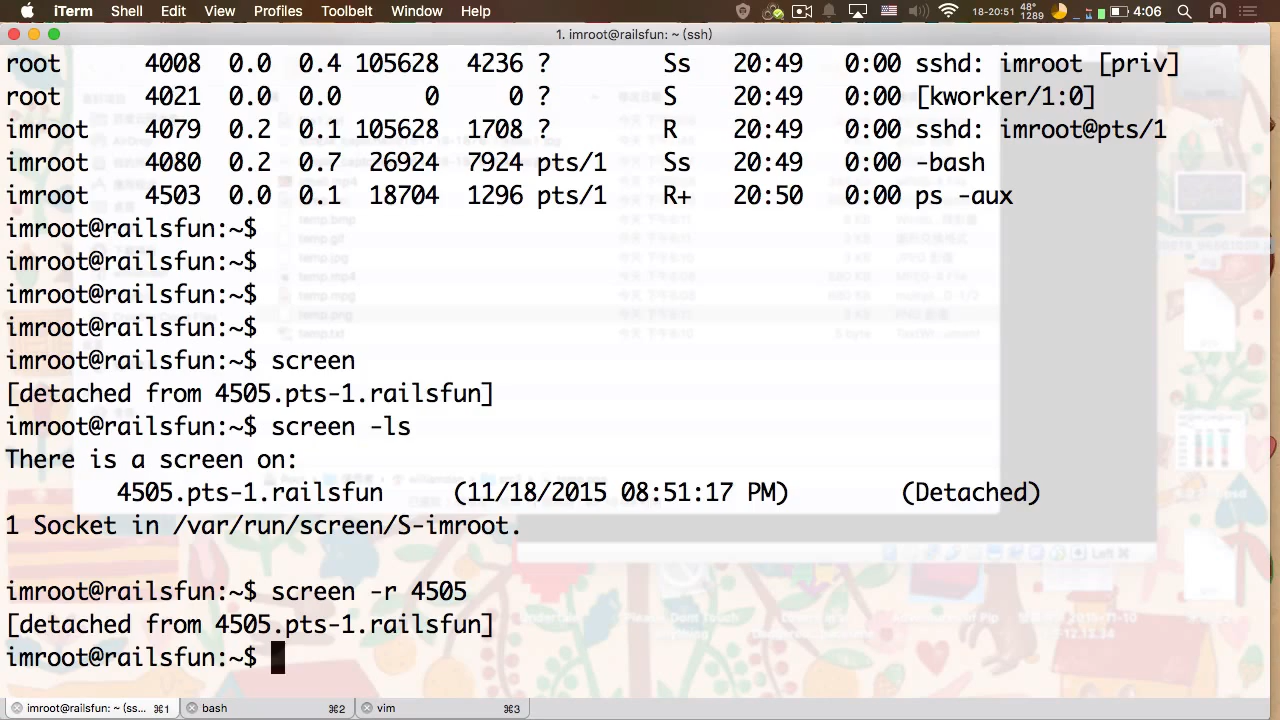 iTerm Shell Edit View Profiles Toolbelt Window Help 18-20:51 48° 1289 4:06
1. imroot@railsfun: ~ (ssh)
root 4008 0.0 0.4 105628 4236 ? Ss 20:49 0:00 sshd: imroot [priv]
root 4021 0.0 0.0 0 0 ? S 20:49 0:00 [kworker/1:0]
imroot 4079 0.2 0.1 105628 1708 ? R 20:49 0:00 sshd: imroot@pts/1
imroot 4080 0.2 0.7 26924 7924 pts/1 Ss 20:49 0:00 -bash
imroot 4503 0.0 0.1 18704 1296 pts/1 R+ 20:50 0:00 ps -aux
imroot@railsfun:~$
imroot@railsfun:~$
imroot@railsfun:~$
imroot@railsfun:~$
imroot@railsfun:~$ screen
[detached from 4505.pts-1.railsfun]
imroot@railsfun:~$ screen -ls
There is a screen on:
4505.pts-1.railsfun (11/18/2015 08:51:17 PM) (Detached)
1 Socket in /var/run/screen/S-imroot.
imroot@railsfun:~$ screen -r 4505
[detached from 4505.pts-1.railsfun]
imroot@railsfun:~$
imroot@railsfun: ~ (ss... ⌘1 bash ⌘2 vim ⌘3